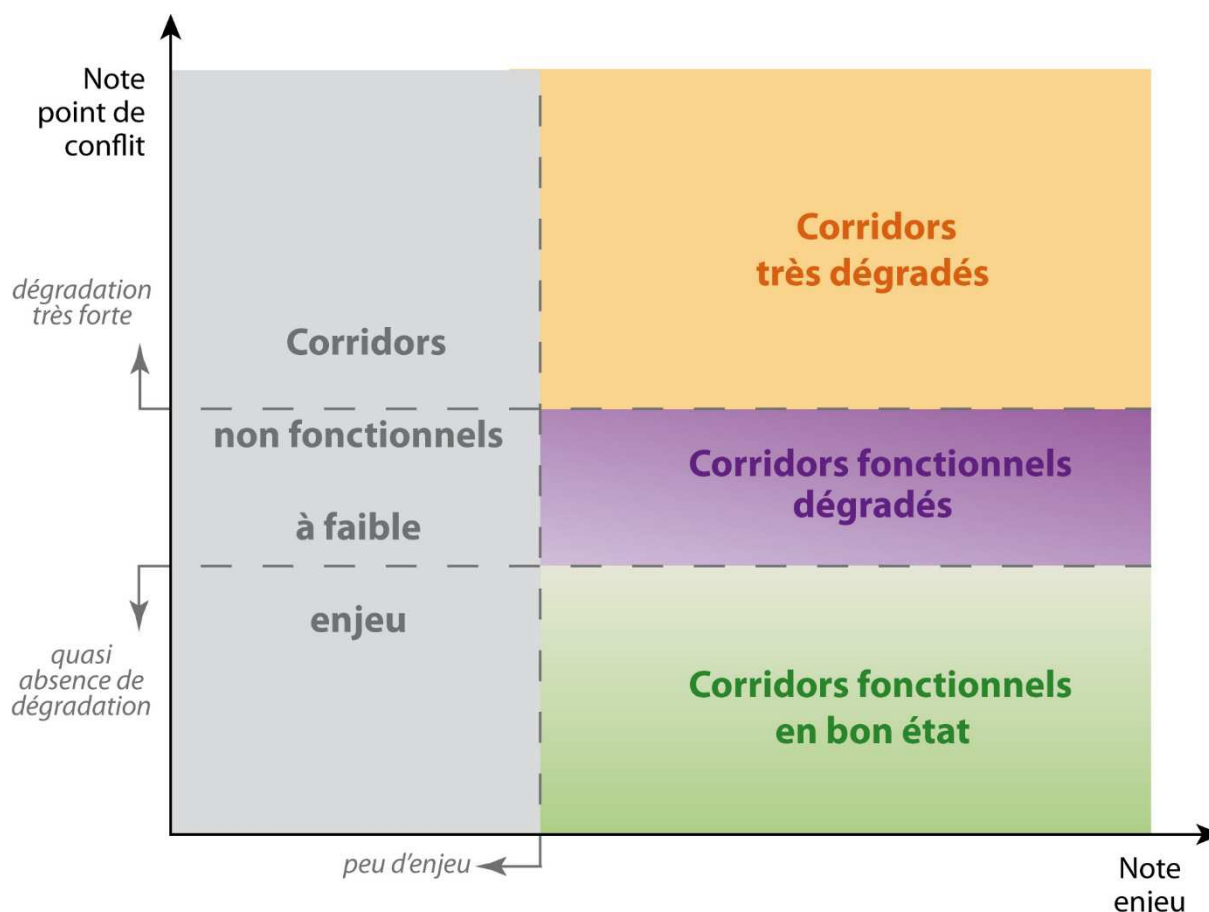 Note
point de
conflit
Corridors
très dégradés
dégradation
très forte
Corridors
non fonctionnels
à faible
enjeu
Corridors fonctionnels
dégradés
quasi
absence de
dégradation
Corridors fonctionnels
en bon état
peu d'enjeu
Note
enjeu